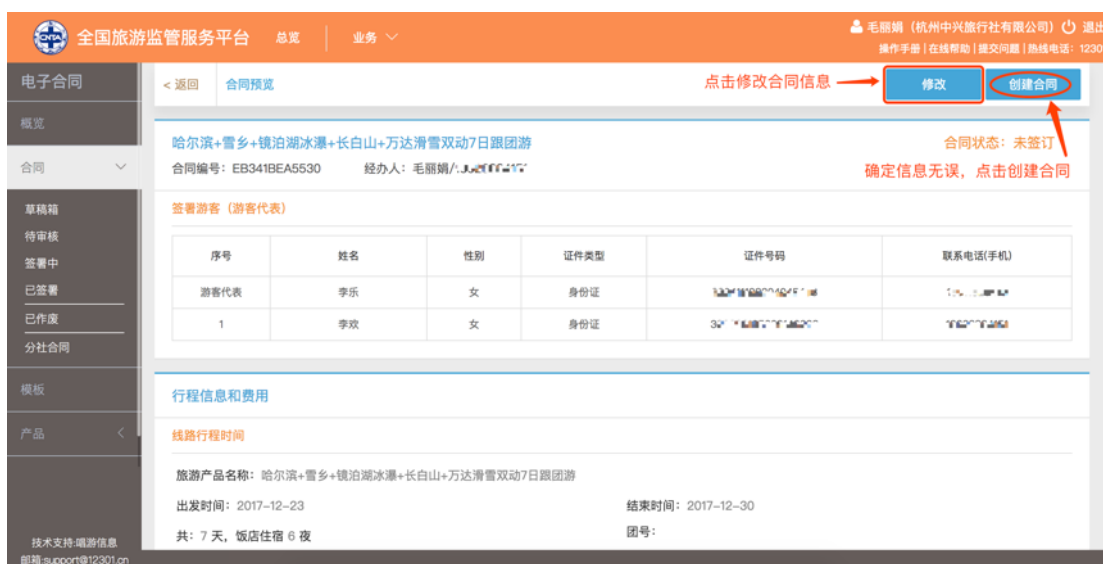 CNTA 全国旅游监管服务平台 总览 业务 毛丽娟（杭州中兴旅行社有限公司） 退出
操作手册 | 在线帮助 | 提交问题 | 热线电话：1230
电子合同 < 返回 合同预览 点击修改合同信息 修改 创建合同
概览
哈尔滨+雪乡+镜泊湖冰瀑+长白山+万达滑雪双动7日跟团游 合同状态：未签订
合同 合同编号：EB341BEA5530 经办人：毛丽娟/ 确定信息无误，点击创建合同
草稿箱 签署游客（游客代表）
待审核
签署中 序号 姓名 性别 证件类型 证件号码 联系电话(手机)
已签署 游客代表 李乐 女 身份证
已作废 1 李欢 女 身份证
分社合同
模板 行程信息和费用
产品 < 线路行程时间
旅游产品名称：哈尔滨+雪乡+镜泊湖冰瀑+长白山+万达滑雪双动7日跟团游
出发时间：2017-12-23 结束时间：2017-12-30
共：7 天，饭店住宿 6 夜 团号：
技术支持:唱游信息
邮箱:support@12301.cn